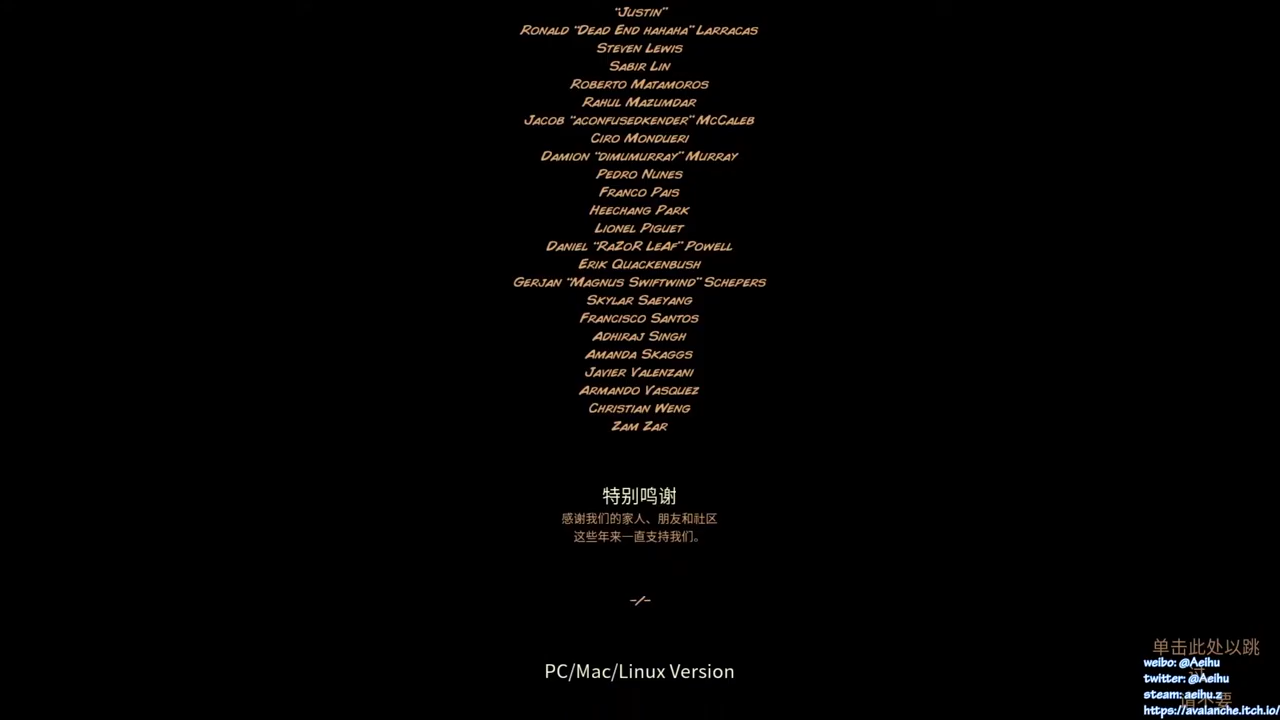 "Justin"
Ronald "Dead End hahaha" Larracas
Steven Lewis
Sabir Lin
Roberto Matamoros
Rahul Mazumdar
Jacob "aconfusedkender" McCaleb
Ciro Mondueri
Damion "dimumurray" Murray
Pedro Nunes
Franco Pais
Heechang Park
Lionel Piguet
Daniel "RaZoR LeAf" Powell
Erik Quackenbush
Gerjan "Magnus Swiftwind" Schepers
Skylar Saeyang
Francisco Santos
Adhiraj Singh
Amanda Skaggs
Javier Valenzani
Armando Vasquez
Christian Weng
Zam Zar
特别鸣谢
感谢我们的家人、朋友和社区
这些年来一直支持我们。
-/-
PC/Mac/Linux Version
单击此处以跳
weibo: @Aeihu
twitter: @Aeihu
steam: aeihu.z
https://avalanche.itch.io/